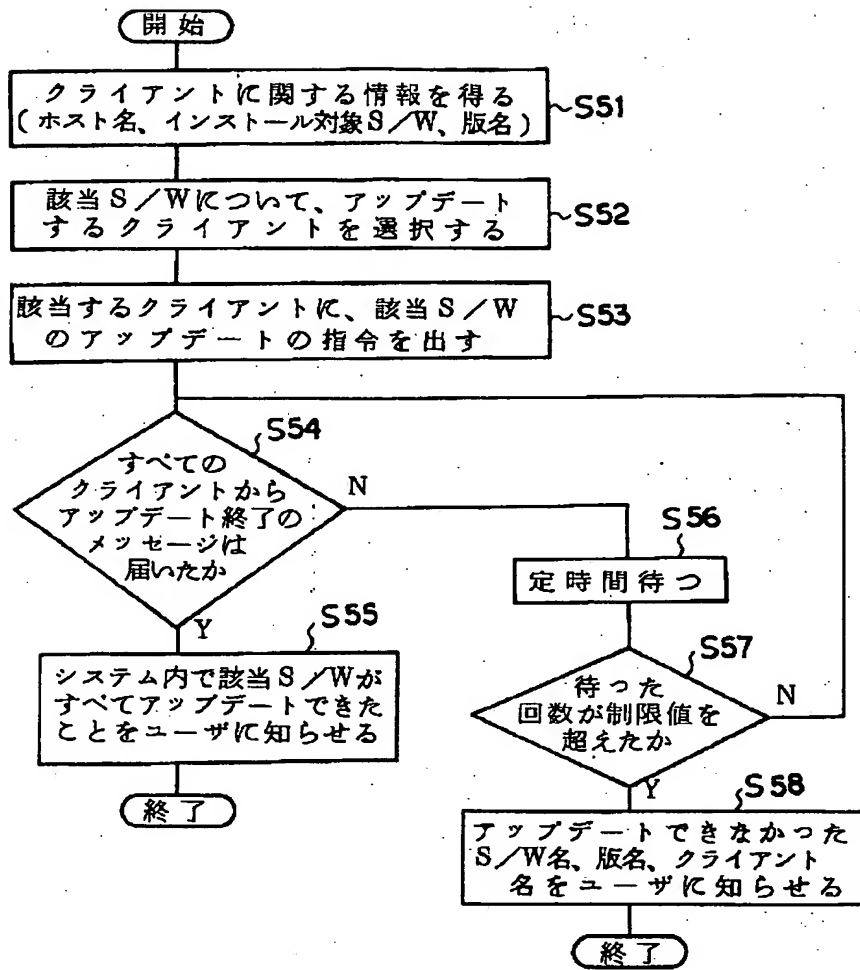 開始
クライアントに関する情報を得る
(ホスト名、インストール対象S/W、版名)
S51
該当S/Wについて、アップデート
するクライアントを選択する
S52
該当するクライアントに、該当S/W
のアップデートの指令を出す
S53
S54
すべての
クライアントから
アップデート終了の
メッセージは
届いたか
N
Y
S55
システム内で該当S/Wが
すべてアップデートできた
ことをユーザに知らせる
終了
S56
定時間待つ
S57
待った
回数が制限値を
超えたか
N
Y
S58
アップデートできなかった
S/W名、版名、クライアント
名をユーザに知らせる
終了